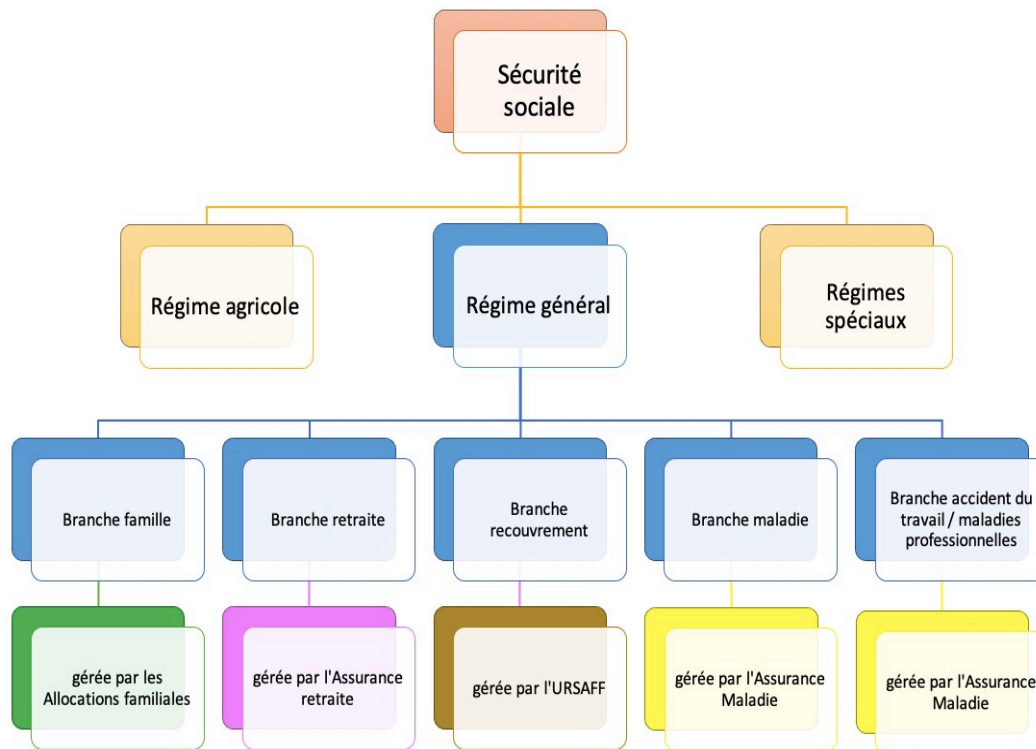 Sécurité
sociale
Régime agricole
Régime général
Régimes
spéciaux
Branche famille
Branche retraite
Branche
recouvrement
Branche maladie
Branche accident du
travail / maladies
professionnelles
gérée par les
Allocations familiales
gérée par l'Assurance
retraite
gérée par l'URSAFF
gérée par l'Assurance
Maladie
gérée par l'Assurance
Maladie